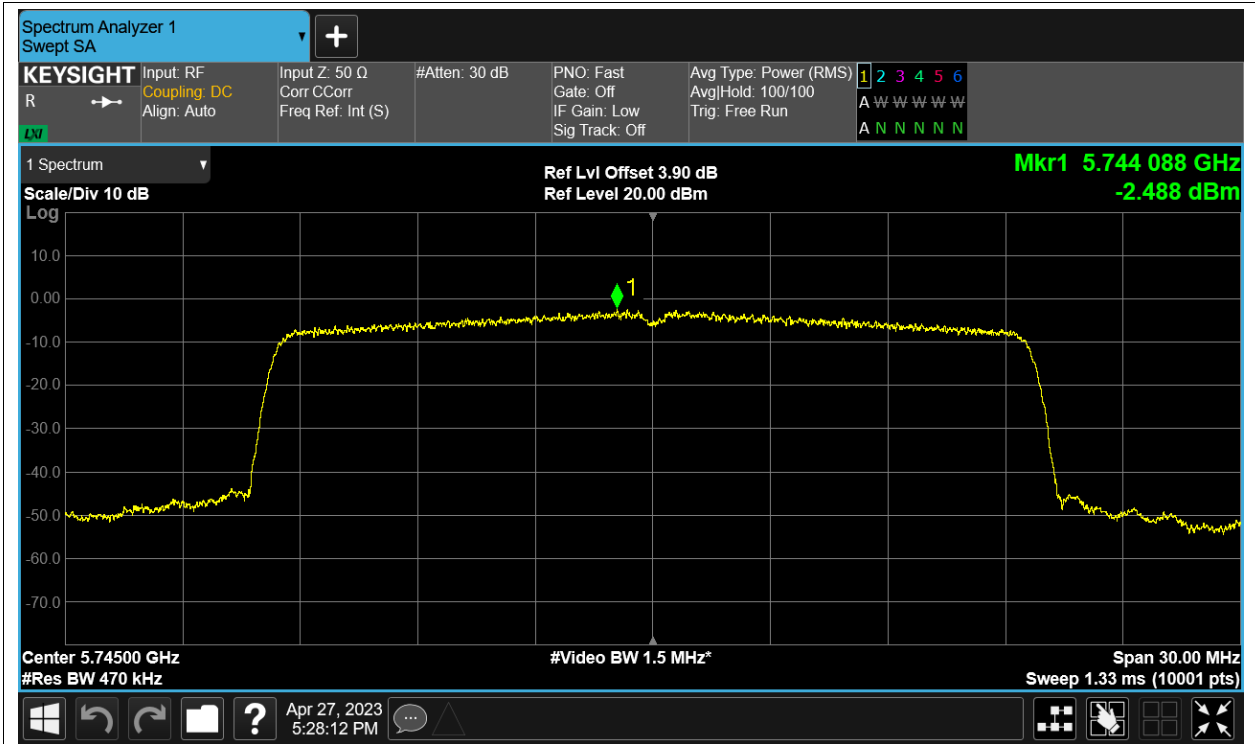 Spectrum Analyzer 1
Swept SA
KEYSIGHT
R
LXI
Input: RF
Coupling: DC
Align: Auto
Input Z: 50 Ω
Corr CCorr
Freq Ref: Int (S)
#Atten: 30 dB
PNO: Fast
Gate: Off
IF Gain: Low
Sig Track: Off
Avg Type: Power (RMS)
Avg|Hold: 100/100
Trig: Free Run
1 2 3 4 5 6
A W W W W W
A N N N N N
1 Spectrum
Scale/Div 10 dB
Log
Ref Lvl Offset 3.90 dB
Ref Level 20.00 dBm
Mkr1 5.744 088 GHz
-2.488 dBm
10.0
0.00
-10.0
-20.0
-30.0
-40.0
-50.0
-60.0
-70.0
1
Center 5.74500 GHz
#Res BW 470 kHz
#Video BW 1.5 MHz*
Span 30.00 MHz
Sweep 1.33 ms (10001 pts)
?
Apr 27, 2023
5:28:12 PM